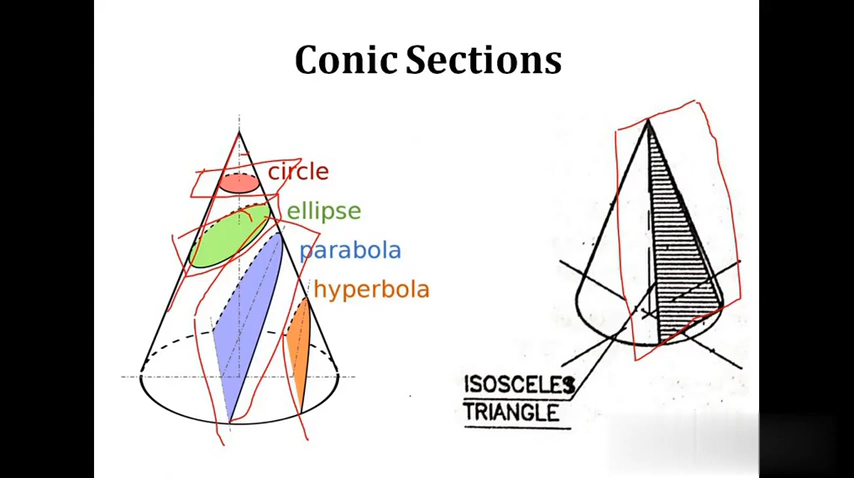 Conic Sections
circle
ellipse
parabola
hyperbola
ISOSCELES
TRIANGLE